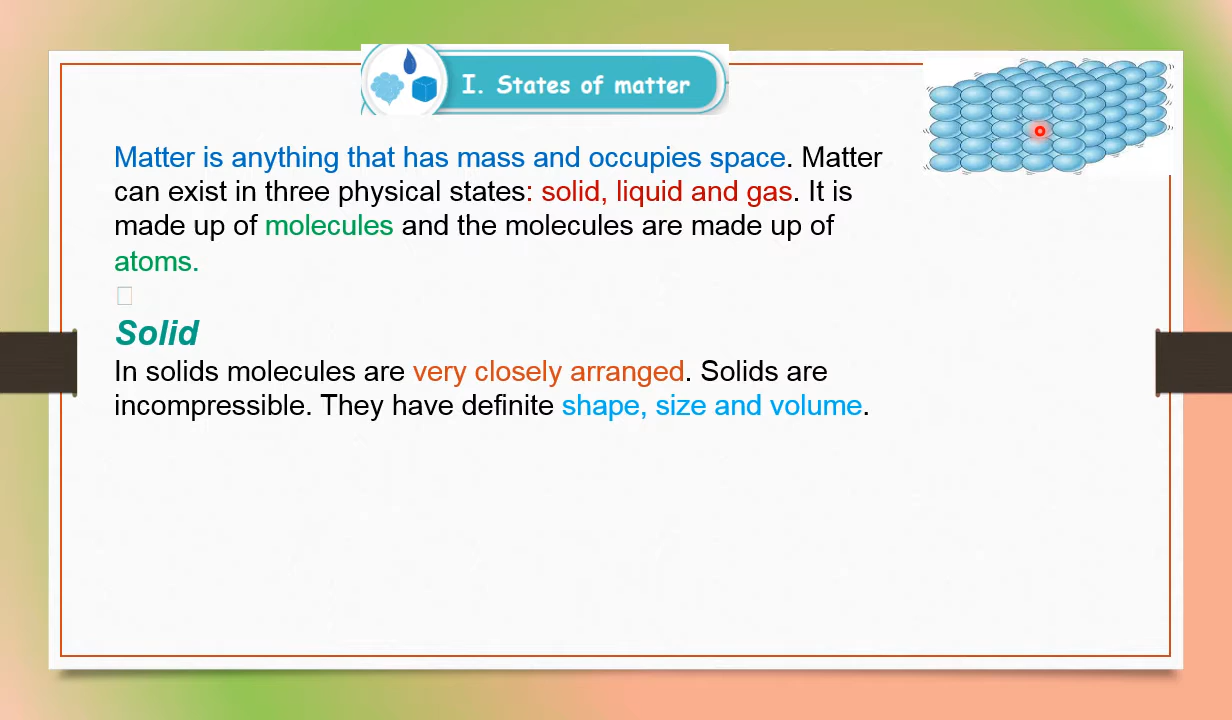 I. States of matter
Matter is anything that has mass and occupies space. Matter
can exist in three physical states: solid, liquid and gas. It is
made up of molecules and the molecules are made up of
atoms.
Solid
In solids molecules are very closely arranged. Solids are
incompressible. They have definite shape, size and volume.